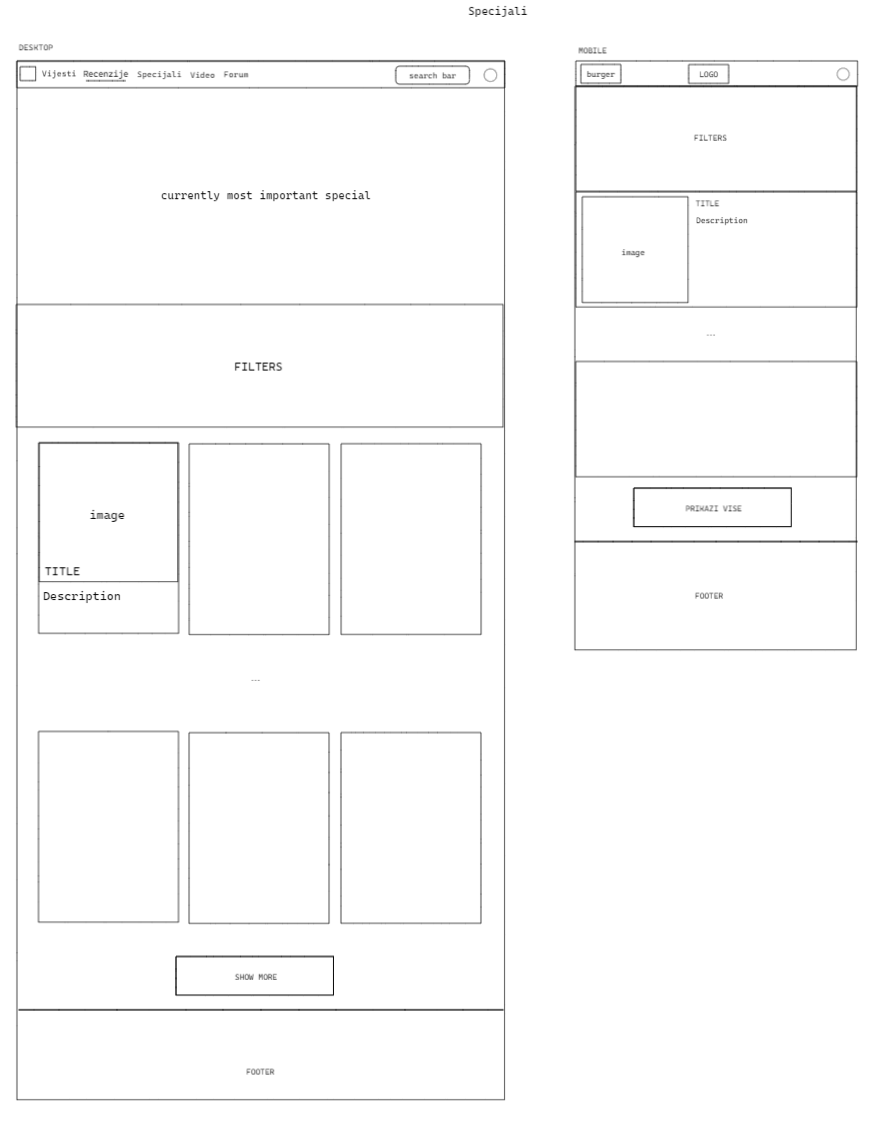 Specijali
DESKTOP
Vijesti Recenzije Specijali Video Forum search bar
currently most important special
FILTERS
image
TITLE
Description
...
SHOW MORE
FOOTER
MOBILE
burger LOGO
FILTERS
image
TITLE
Description
...
PRIKAZI VISE
FOOTER